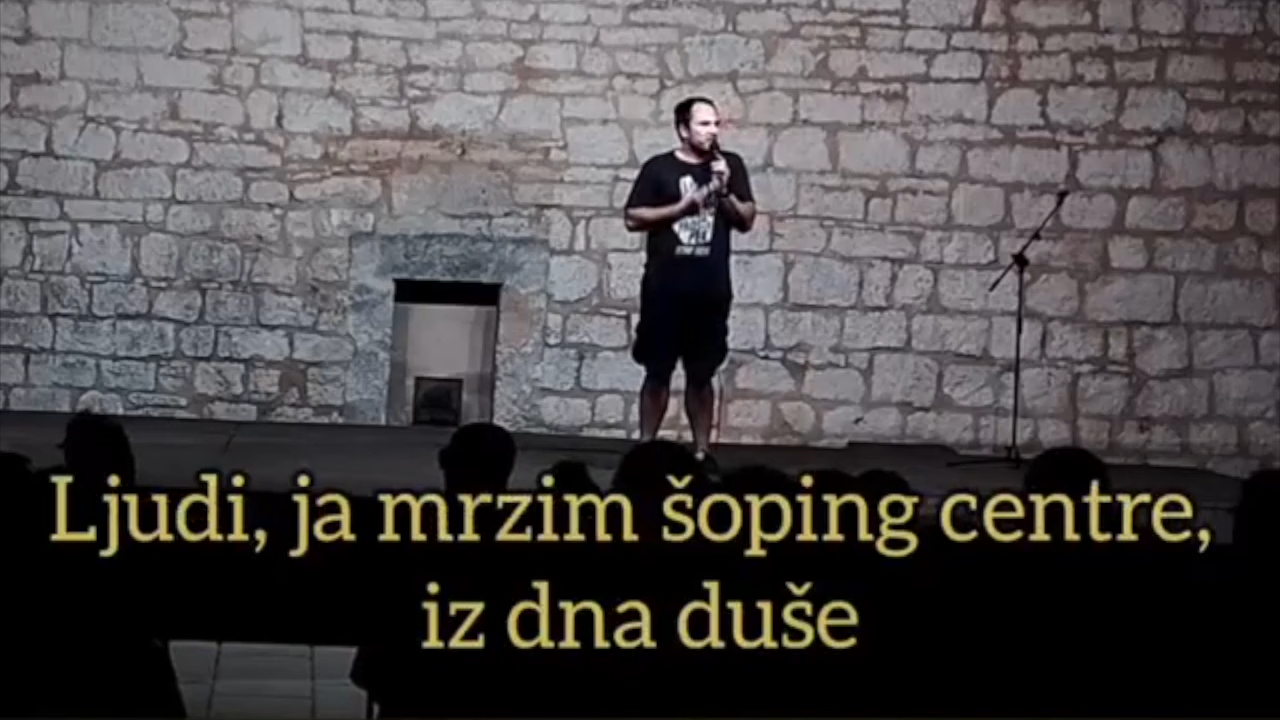 Ljudi, ja mrzim šoping centre,
iz dna duše